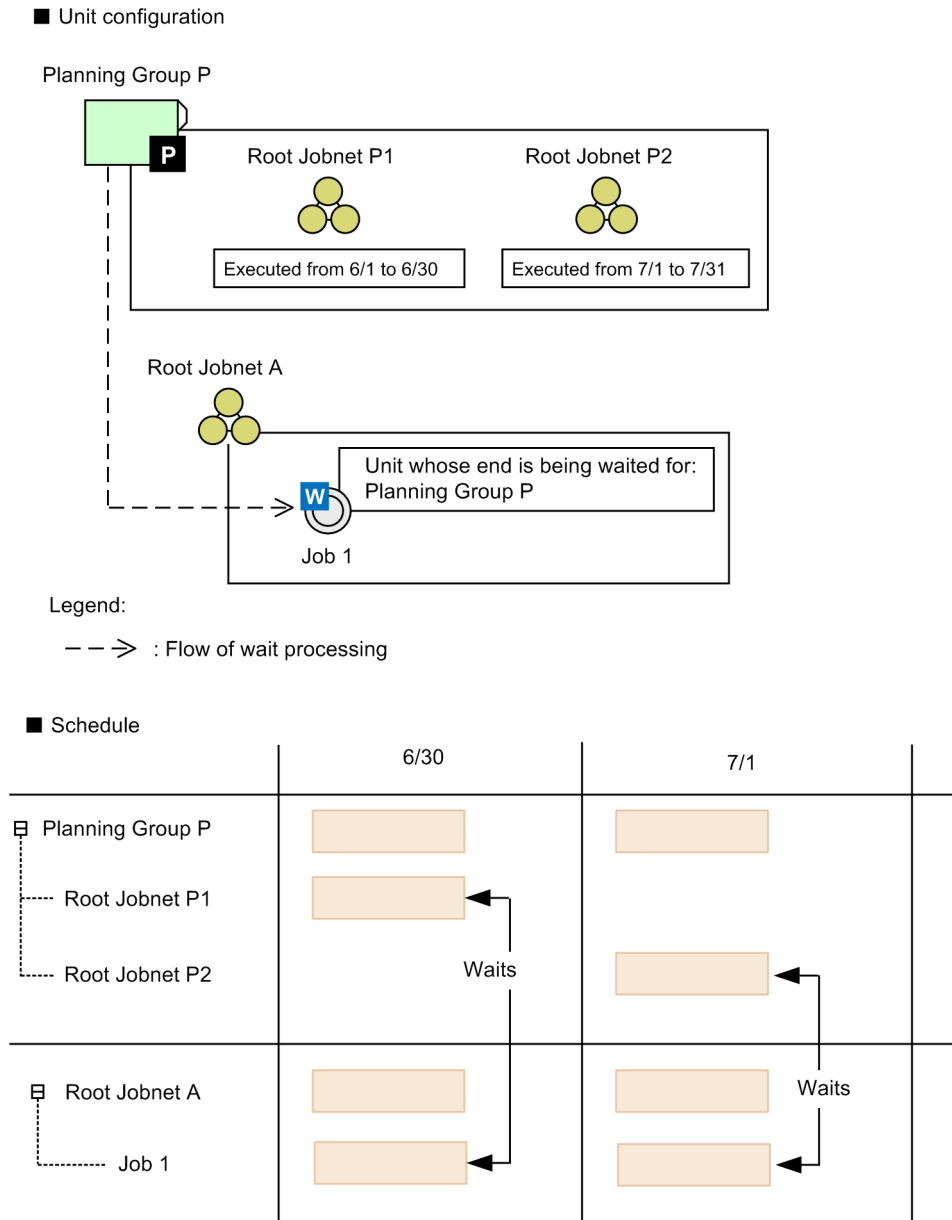 ■ Unit configuration
Planning Group P
P
Root Jobnet P1
Root Jobnet P2
Executed from 6/1 to 6/30
Executed from 7/1 to 7/31
Root Jobnet A
Unit whose end is being waited for:
Planning Group P
W
Job 1
Legend:
: Flow of wait processing
■ Schedule
6/30
7/1
Planning Group P
Root Jobnet P1
Root Jobnet P2
Waits
Root Jobnet A
Waits
Job 1